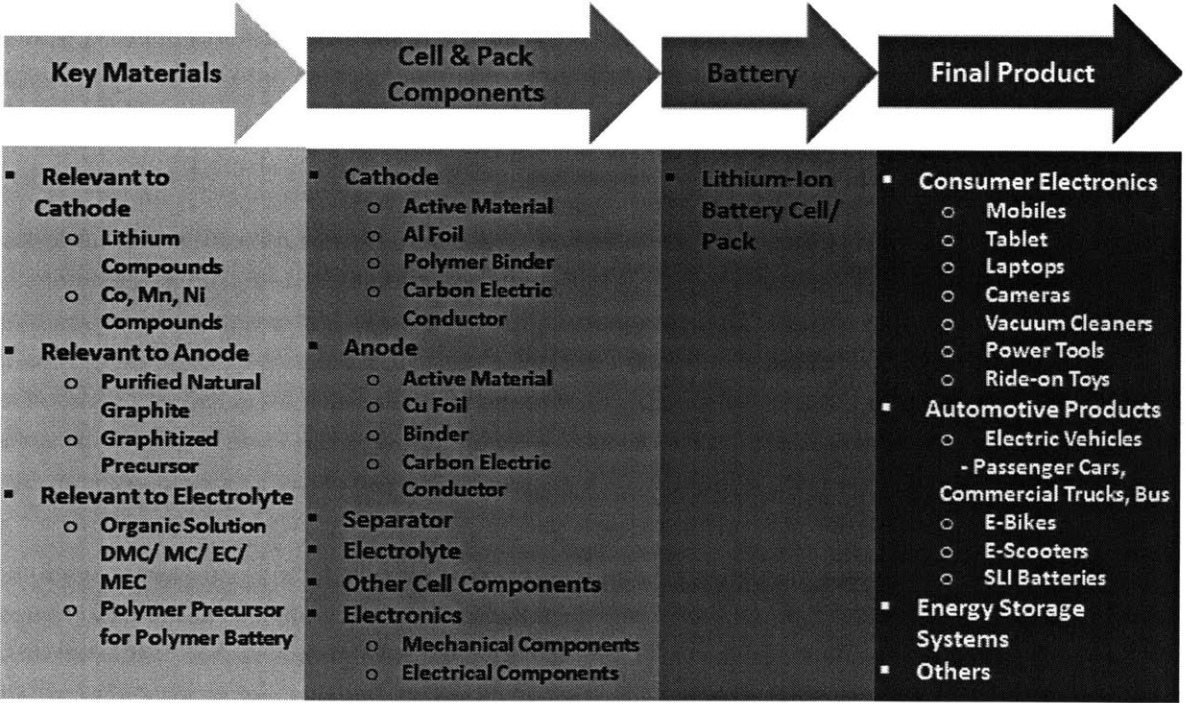 Key Materials
Cell & Pack
Components
Battery
Final Product
▪ Relevant to
Cathode
o Lithium
Compounds
o Co, Mn, Ni
Compounds
▪ Relevant to Anode
o Purified Natural
Graphite
o Graphitized
Precursor
▪ Relevant to Electrolyte
o Organic Solution
DMC/ MC/ EC/
MEC
o Polymer Precursor
for Polymer Battery
▪ Cathode
o Active Material
o Al Foil
o Polymer Binder
o Carbon Electric
Conductor
▪ Anode
o Active Material
o Cu Foil
o Binder
o Carbon Electric
Conductor
▪ Separator
▪ Electrolyte
▪ Other Cell Components
▪ Electronics
o Mechanical Components
o Electrical Components
▪ Lithium-Ion
Battery Cell/
Pack
▪ Consumer Electronics
o Mobiles
o Tablet
o Laptops
o Cameras
o Vacuum Cleaners
o Power Tools
o Ride-on Toys
▪ Automotive Products
o Electric Vehicles
- Passenger Cars,
Commercial Trucks, Bus
o E-Bikes
o E-Scooters
o SLI Batteries
▪ Energy Storage
Systems
▪ Others